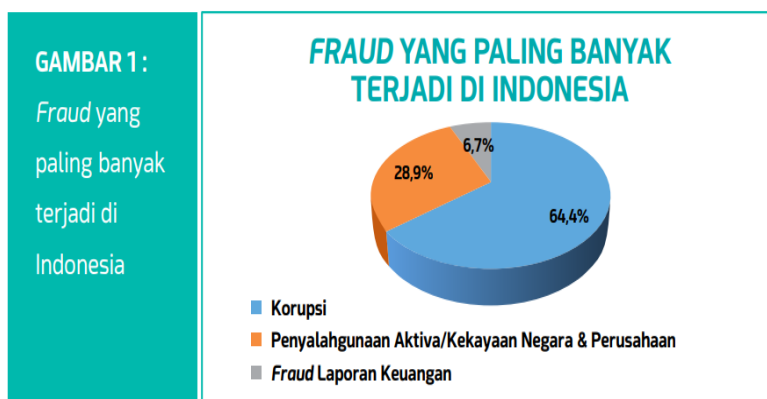 GAMBAR 1 :
Fraud yang
paling banyak
terjadi di
Indonesia
FRAUD YANG PALING BANYAK
TERJADI DI INDONESIA
6,7%
28,9%
64,4%
Korupsi
Penyalahgunaan Aktiva/Kekayaan Negara & Perusahaan
Fraud Laporan Keuangan